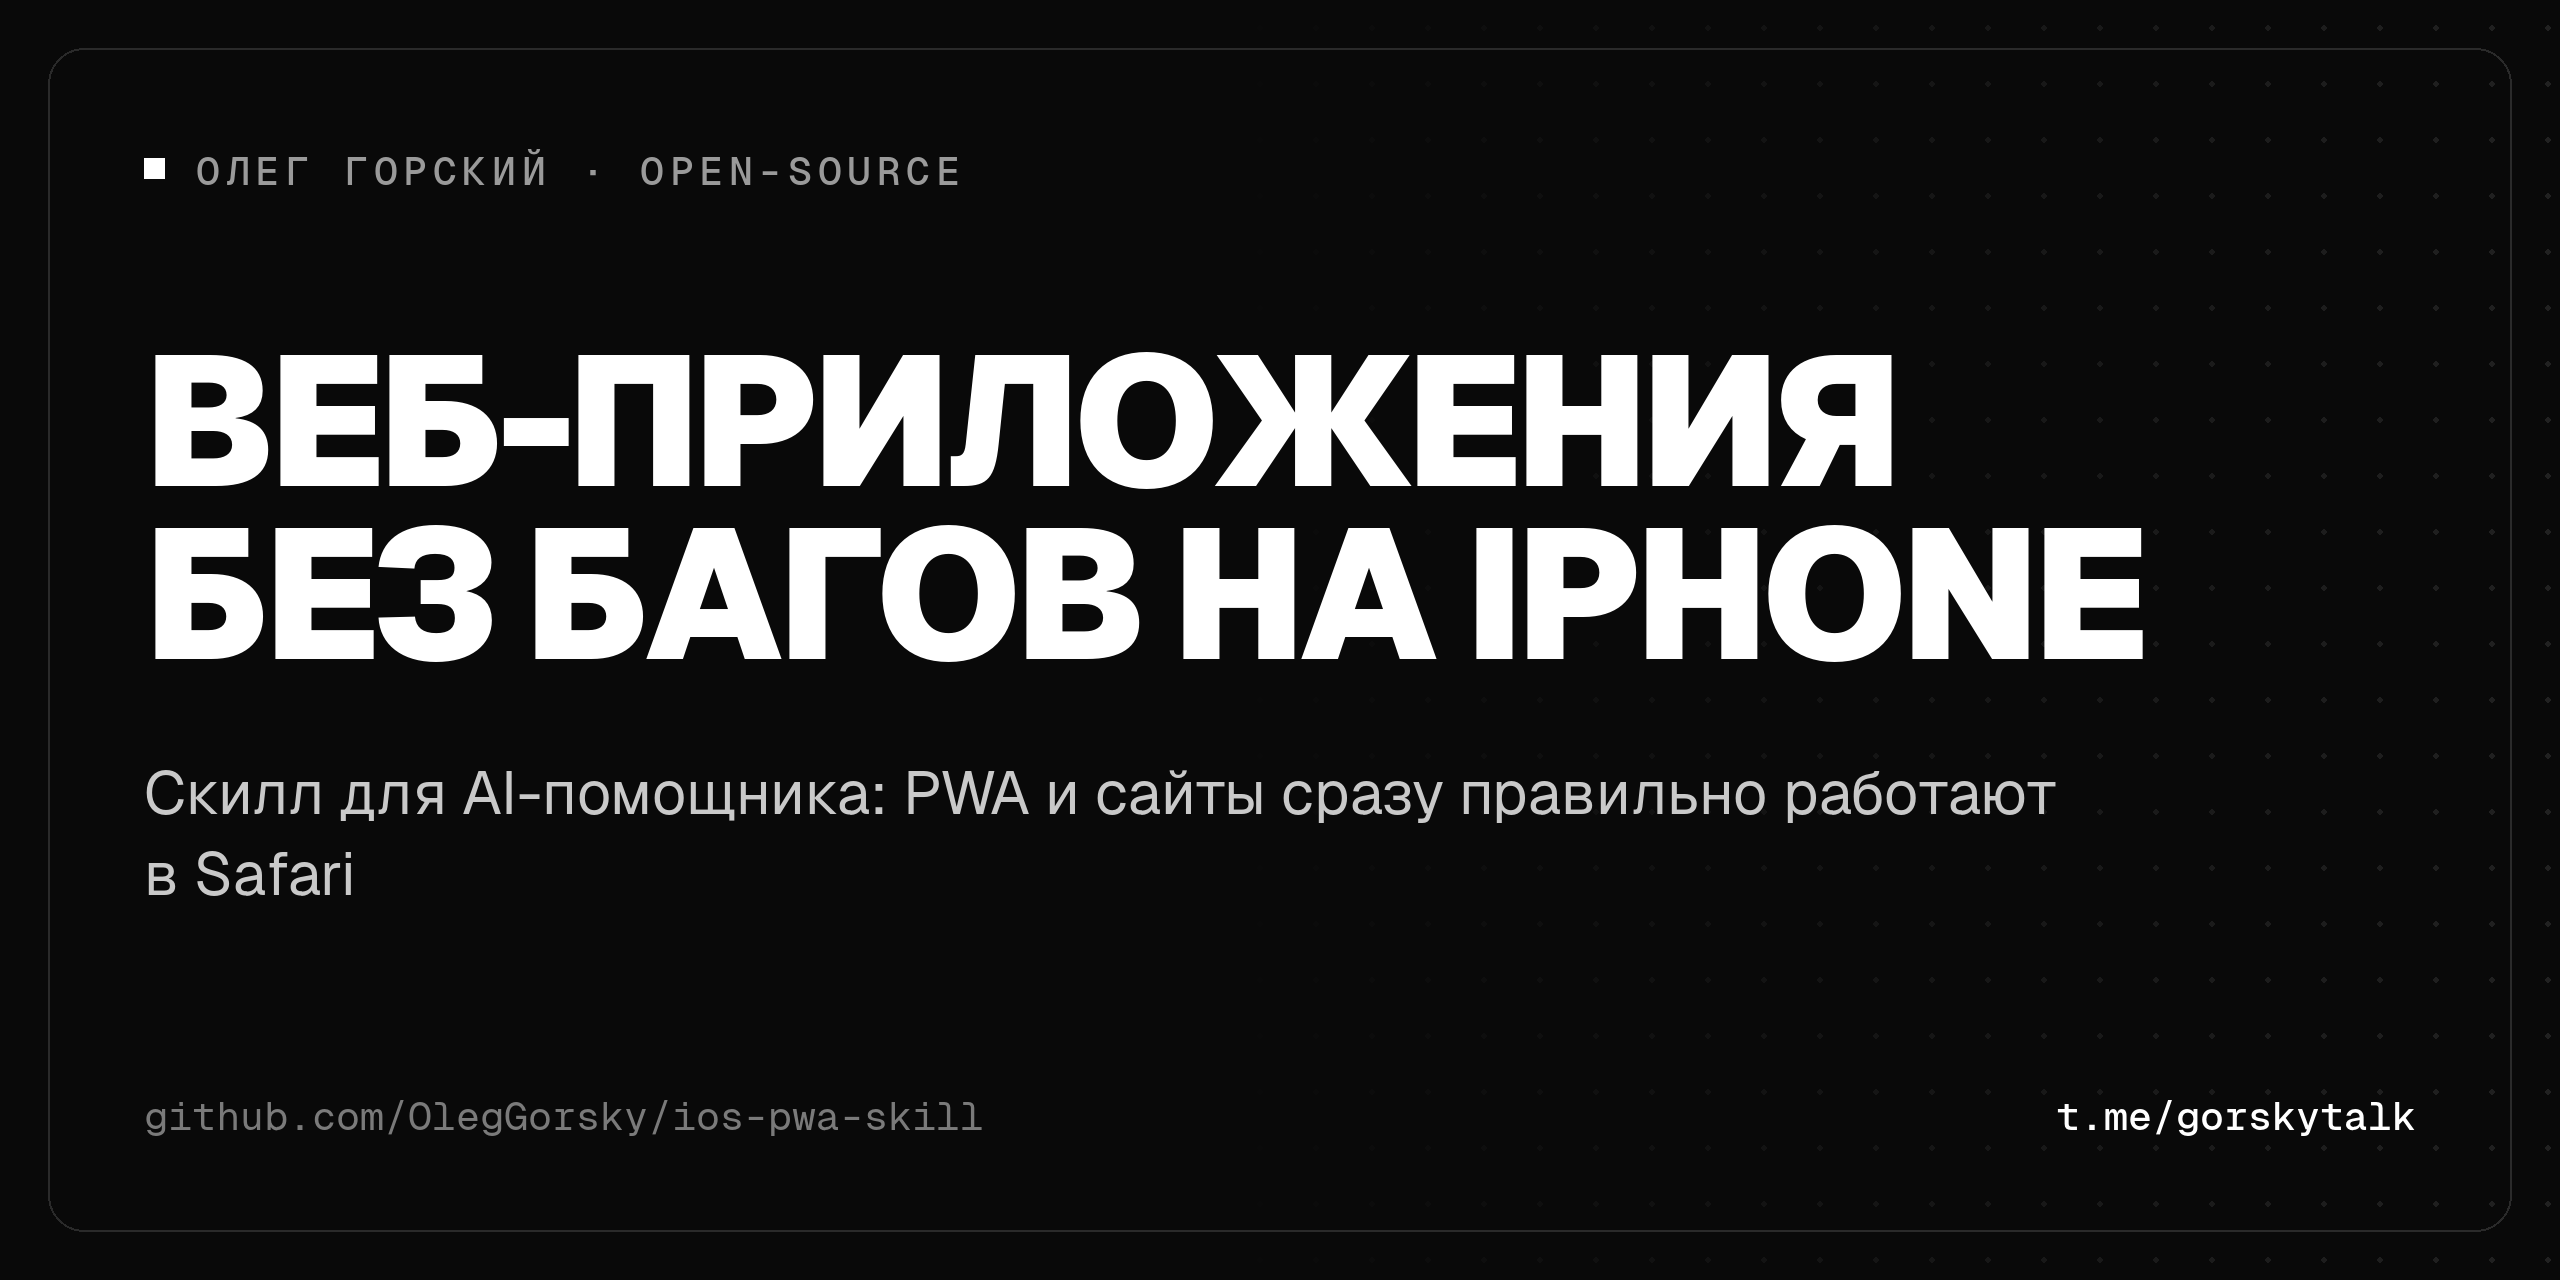 ОЛЕГ ГОРСКИЙ · OPEN-SOURCE
ВЕБ-ПРИЛОЖЕНИЯ
БЕЗ БАГОВ НА IPHONE
Скилл для AI-помощника: PWA и сайты сразу правильно работают
в Safari
github.com/OlegGorsky/ios-pwa-skill
t.me/gorskytalk